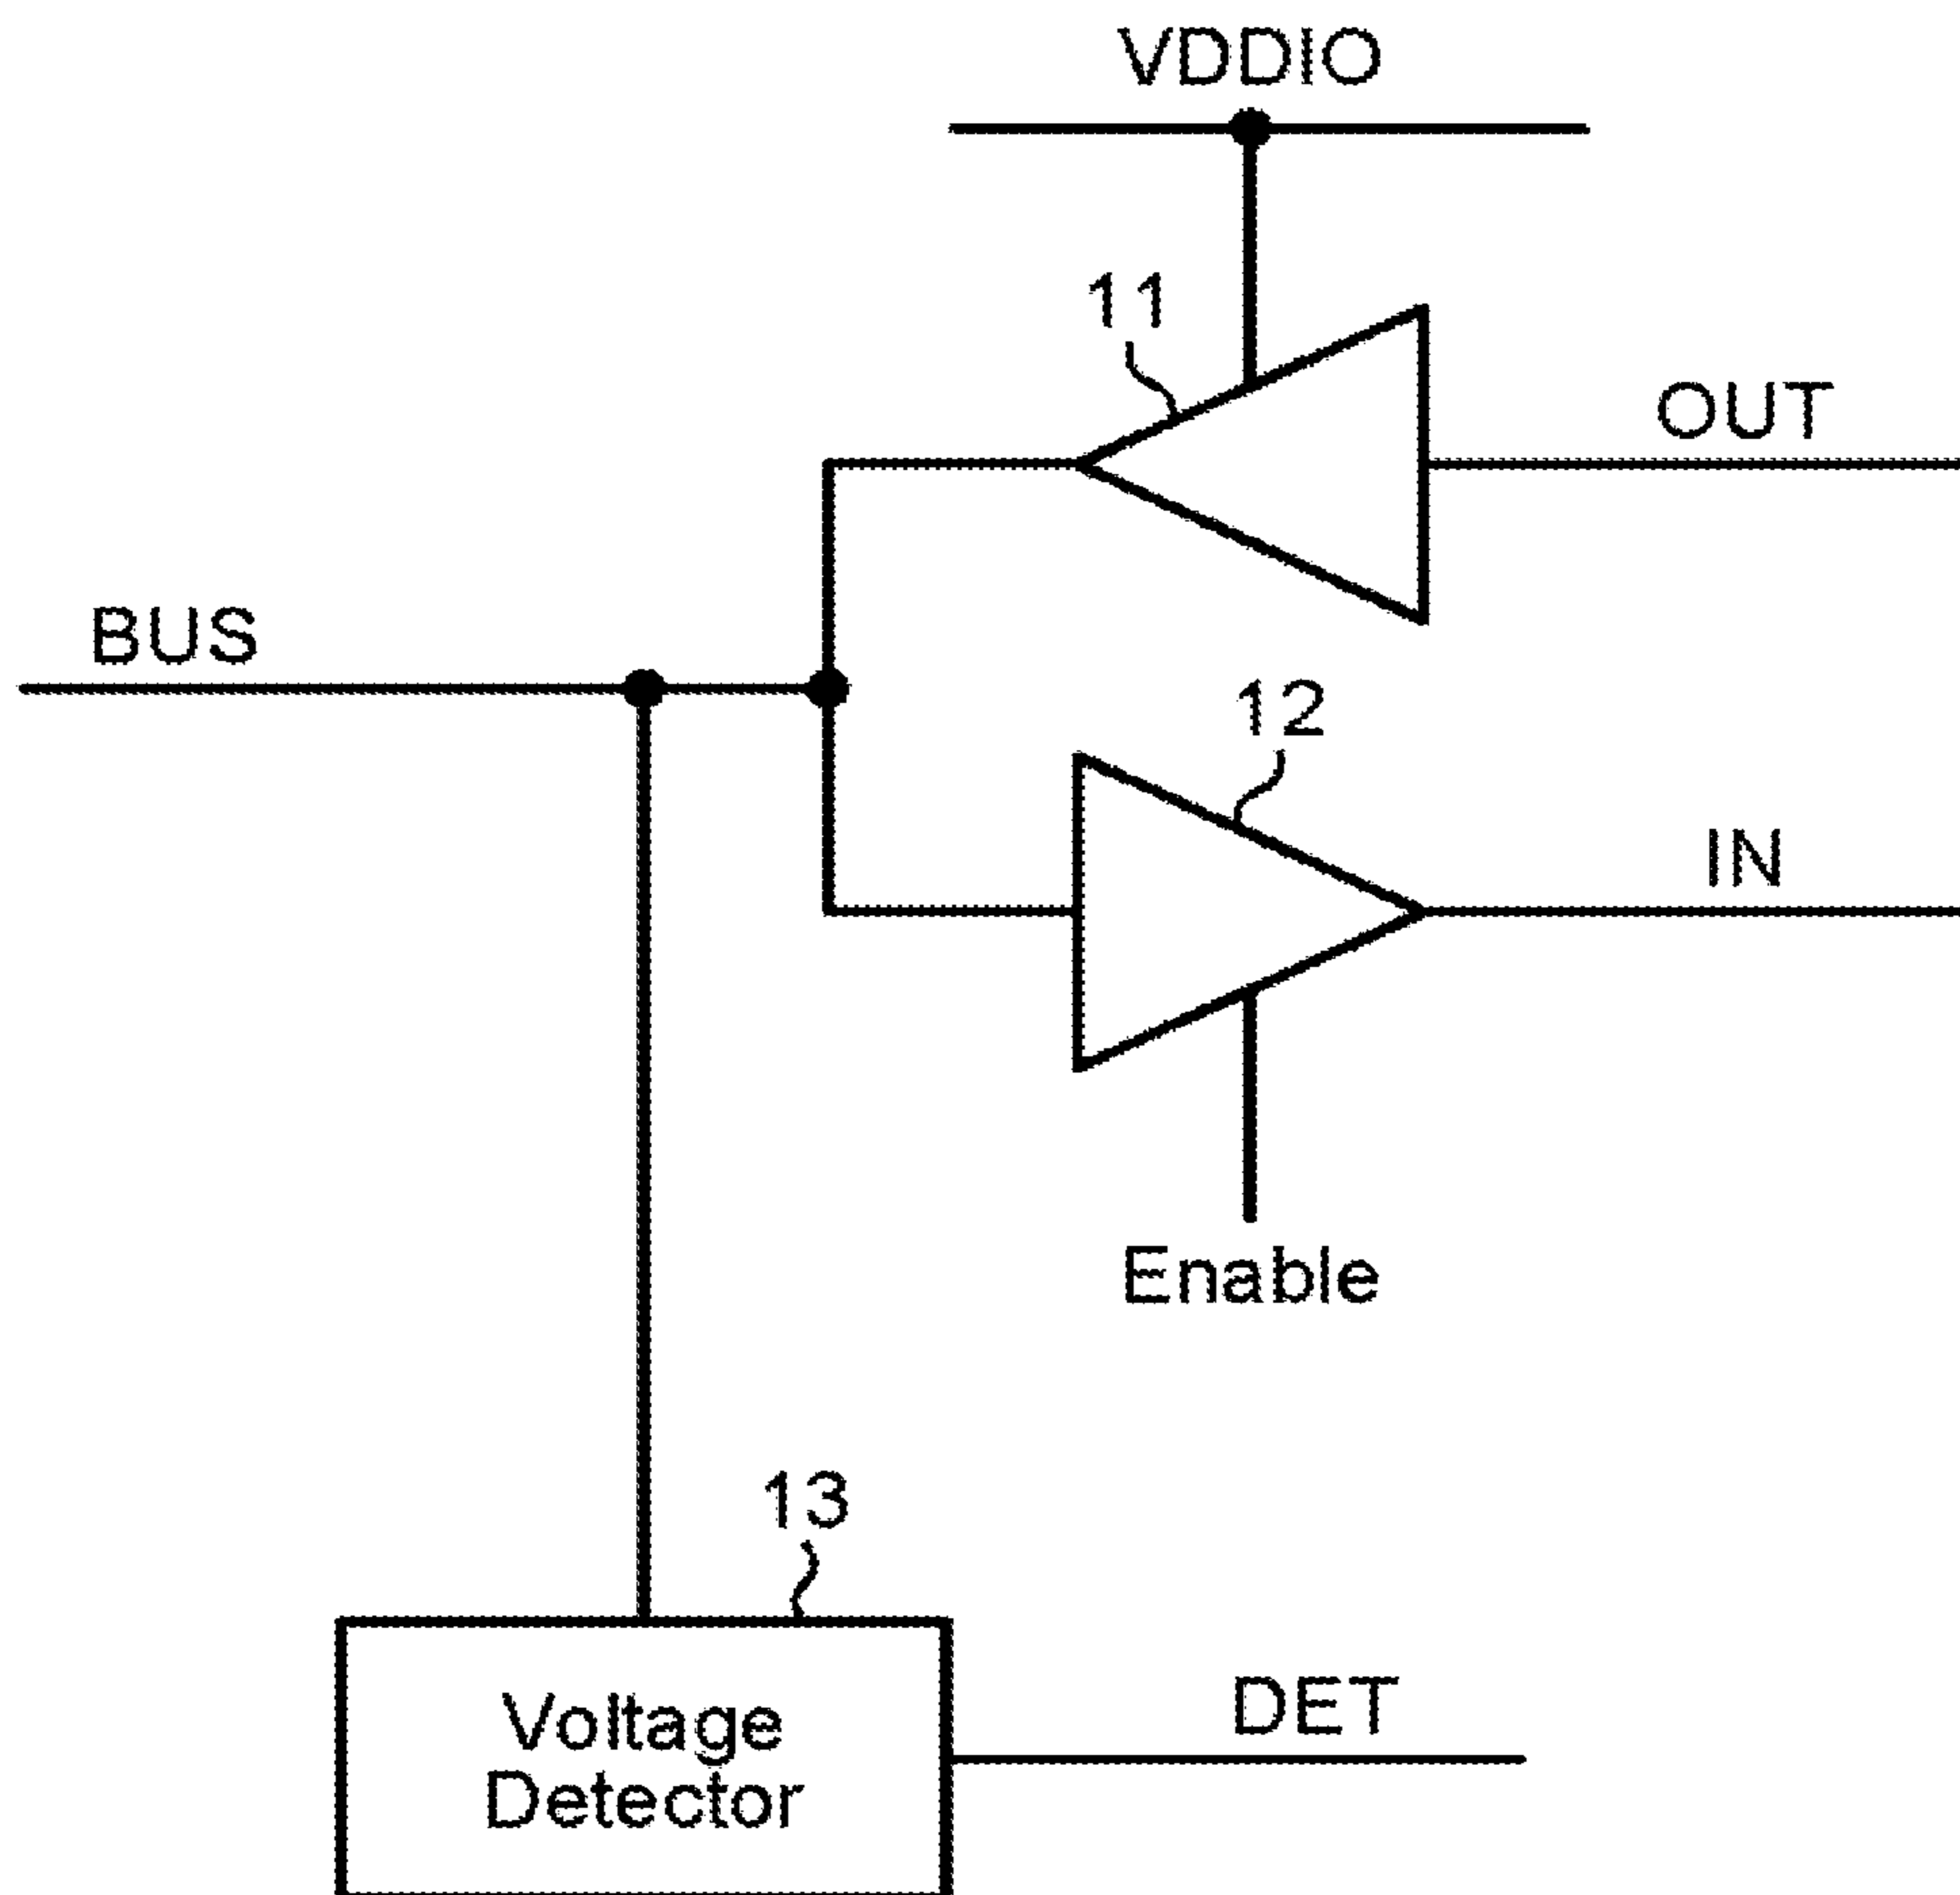 VDDIO
11
OUT
BUS
12
IN
Enable
13
Voltage
Detector
DET